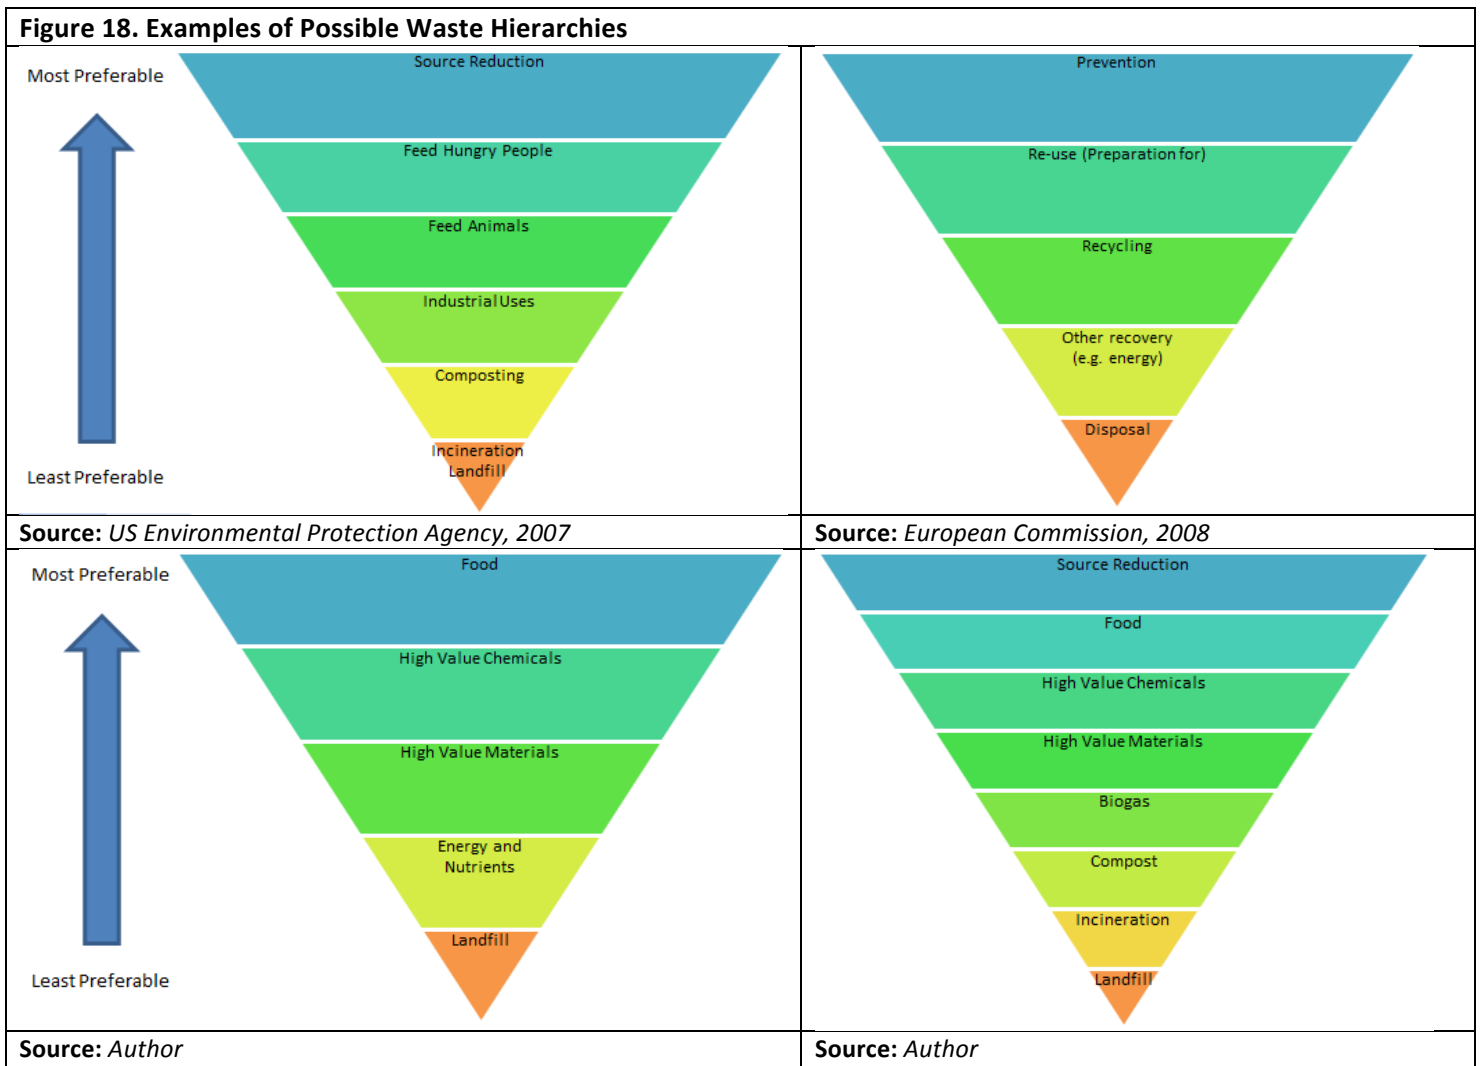 Figure 18. Examples of Possible Waste Hierarchies
Most Preferable
Least Preferable
Source Reduction
Feed Hungry People
Feed Animals
Industrial Uses
Composting
Incineration
Landfill
Prevention
Re-use (Preparation for)
Recycling
Other recovery
(e.g. energy)
Disposal
Source: US Environmental Protection Agency, 2007
Source: European Commission, 2008
Most Preferable
Least Preferable
Food
High Value Chemicals
High Value Materials
Energy and
Nutrients
Landfill
Source Reduction
Food
High Value Chemicals
High Value Materials
Biogas
Compost
Incineration
Landfill
Source: Author
Source: Author